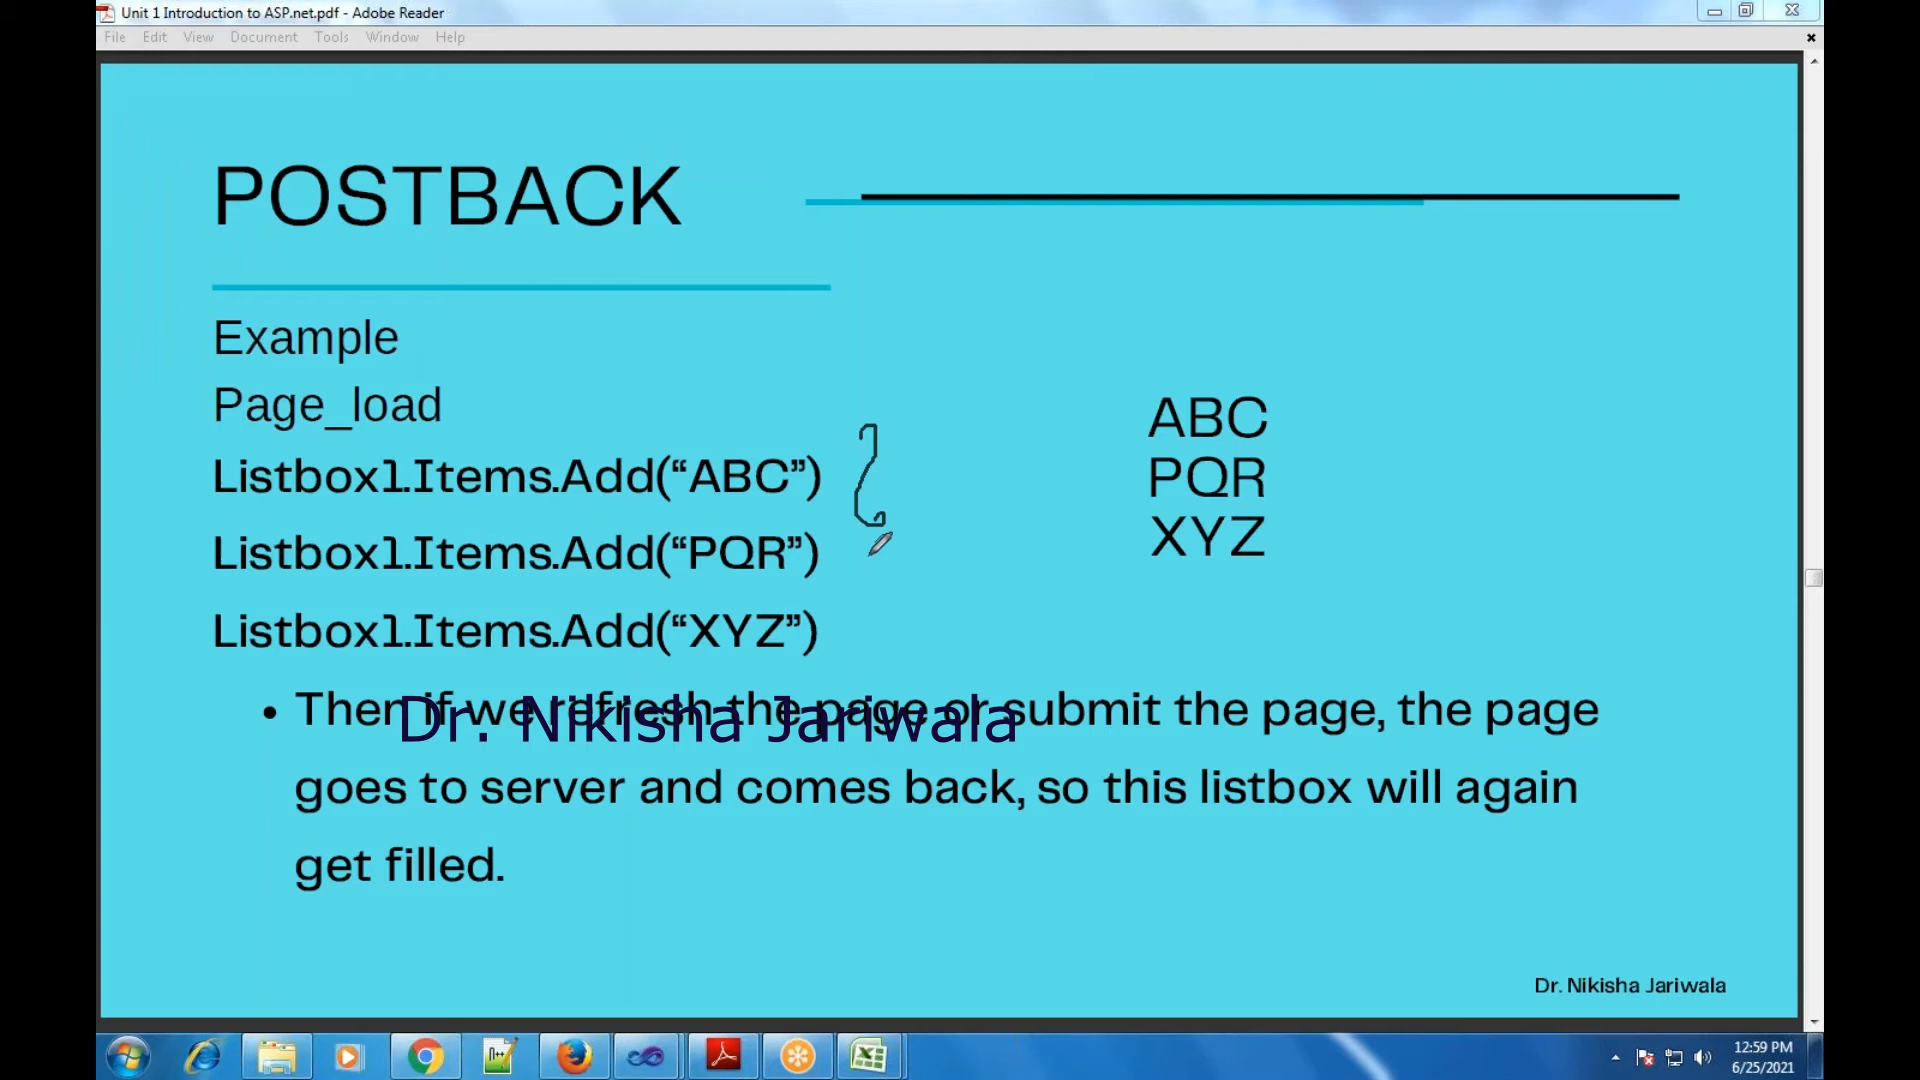 Unit 1 Introduction to ASP.net.pdf - Adobe Reader
File Edit View Document Tools Window Help
POSTBACK
Example
Page_load
Listbox1.Items.Add(“ABC”)
Listbox1.Items.Add(“PQR”)
Listbox1.Items.Add(“XYZ”)
ABC
PQR
XYZ
• Then if we refresh the page or submit the page, the page
goes to server and comes back, so this listbox will again
get filled.
Dr. Nikisha Jariwala
Dr. Nikisha Jariwala
12:59 PM
6/25/2021